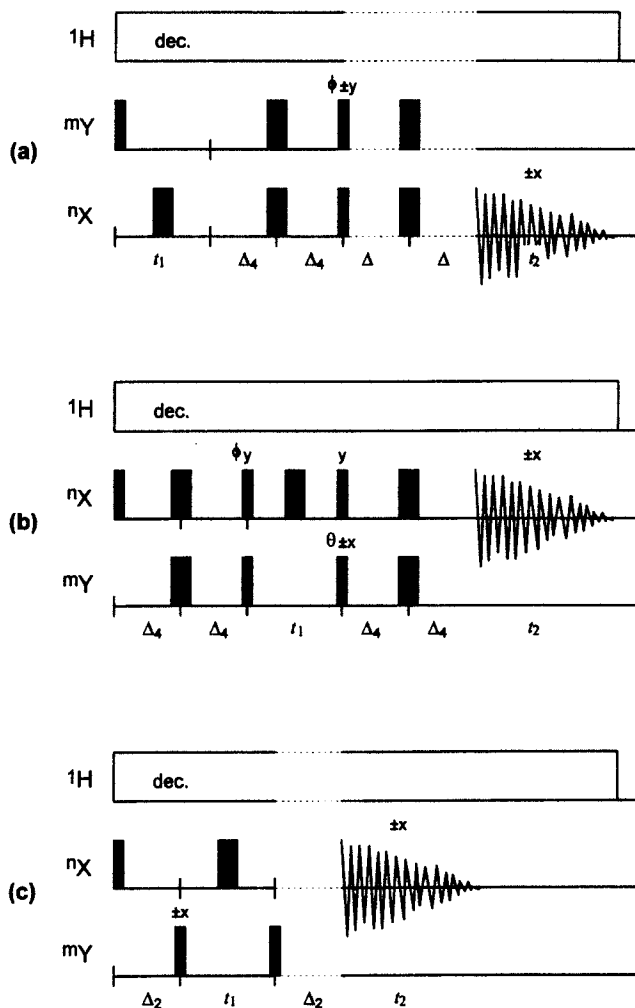 ¹H
dec.
ϕ ±y
ᵐY
(a)
±x
ⁿX
t₁ Δ₄ Δ₄ Δ Δ t₂
¹H
dec.
ϕ y y ±x
ⁿX
(b)
θ ±x
ᵐY
Δ₄ Δ₄ t₁ Δ₄ Δ₄ t₂
¹H
dec.
±x
ⁿX
(c)
±x
ᵐY
Δ₂ t₁ Δ₂ t₂